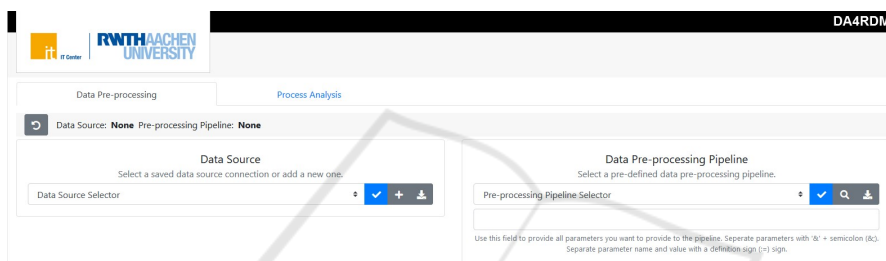 DA4RDM
it IT Center
RWTHAACHEN
UNIVERSITY
Data Pre-processing
Process Analysis
Data Source: None Pre-processing Pipeline: None
Data Source
Select a saved data source connection or add a new one.
Data Source Selector
Data Pre-processing Pipeline
Select a pre-defined data pre-processing pipeline.
Pre-processing Pipeline Selector
Use this field to provide all parameters you want to provide to the pipeline. Seperate parameters with '&' + semicolon (&;).
Separate parameter name and value with a definition sign (:=) sign.